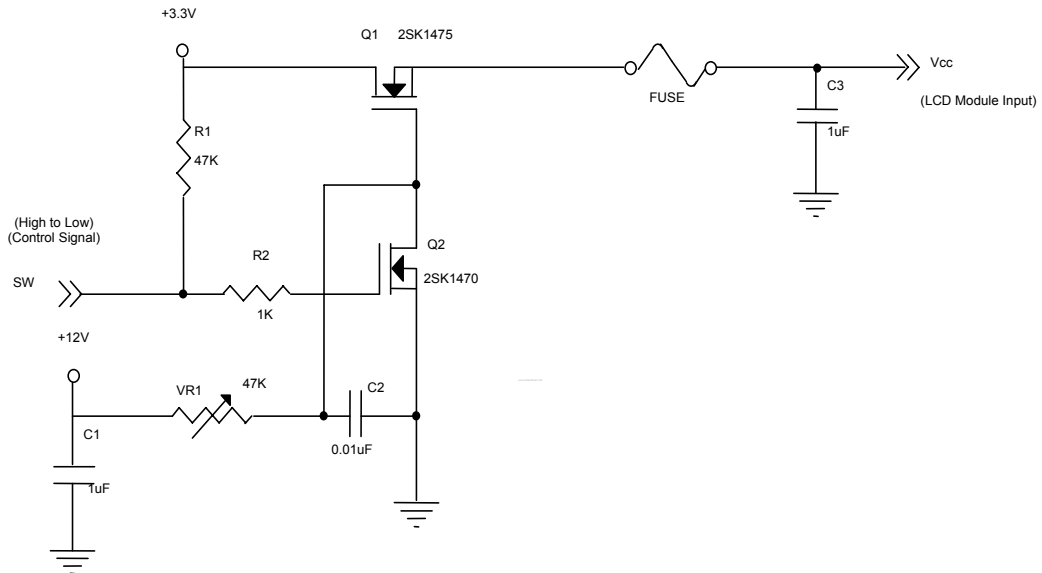 +3.3V
Q1 2SK1475
Vcc
FUSE
C3
(LCD Module Input)
R1
47K
1uF
(High to Low)
(Control Signal)
R2
Q2
SW
2SK1470
1K
+12V
VR1
47K
C2
C1
0.01uF
1uF